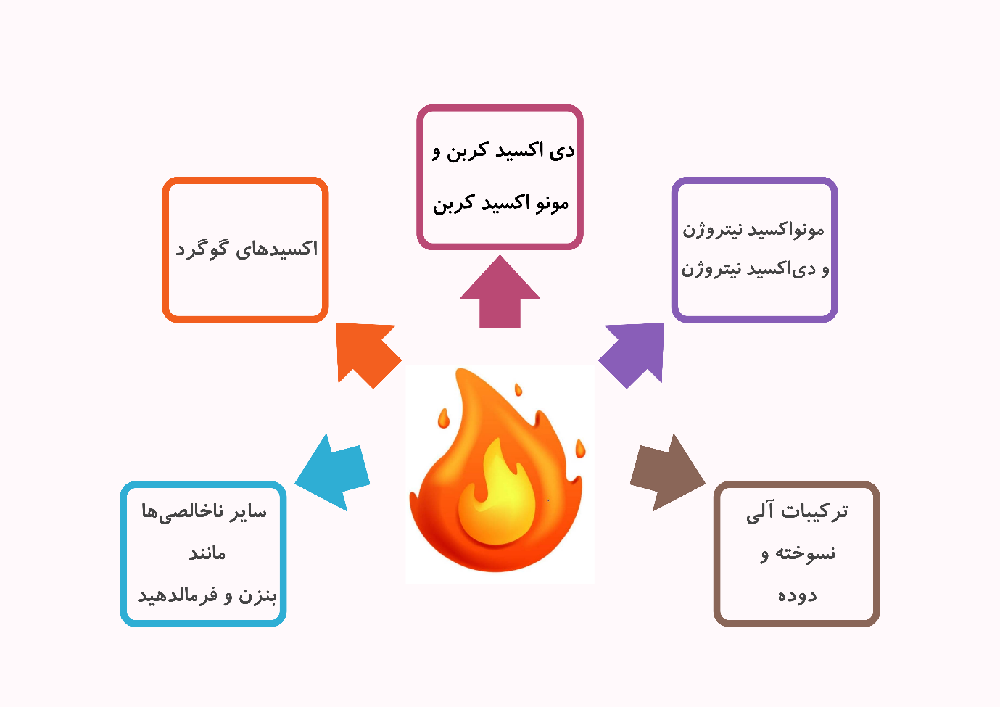 دی اکسید کربن و
مونو اکسید کربن
مونواکسید نیتروژن
و دی‌اکسید نیتروژن
اکسیدهای گوگرد
ترکیبات آلی
نسوخته و
دوده
سایر ناخالصی‌ها
مانند
بنزن و فرمالدهید